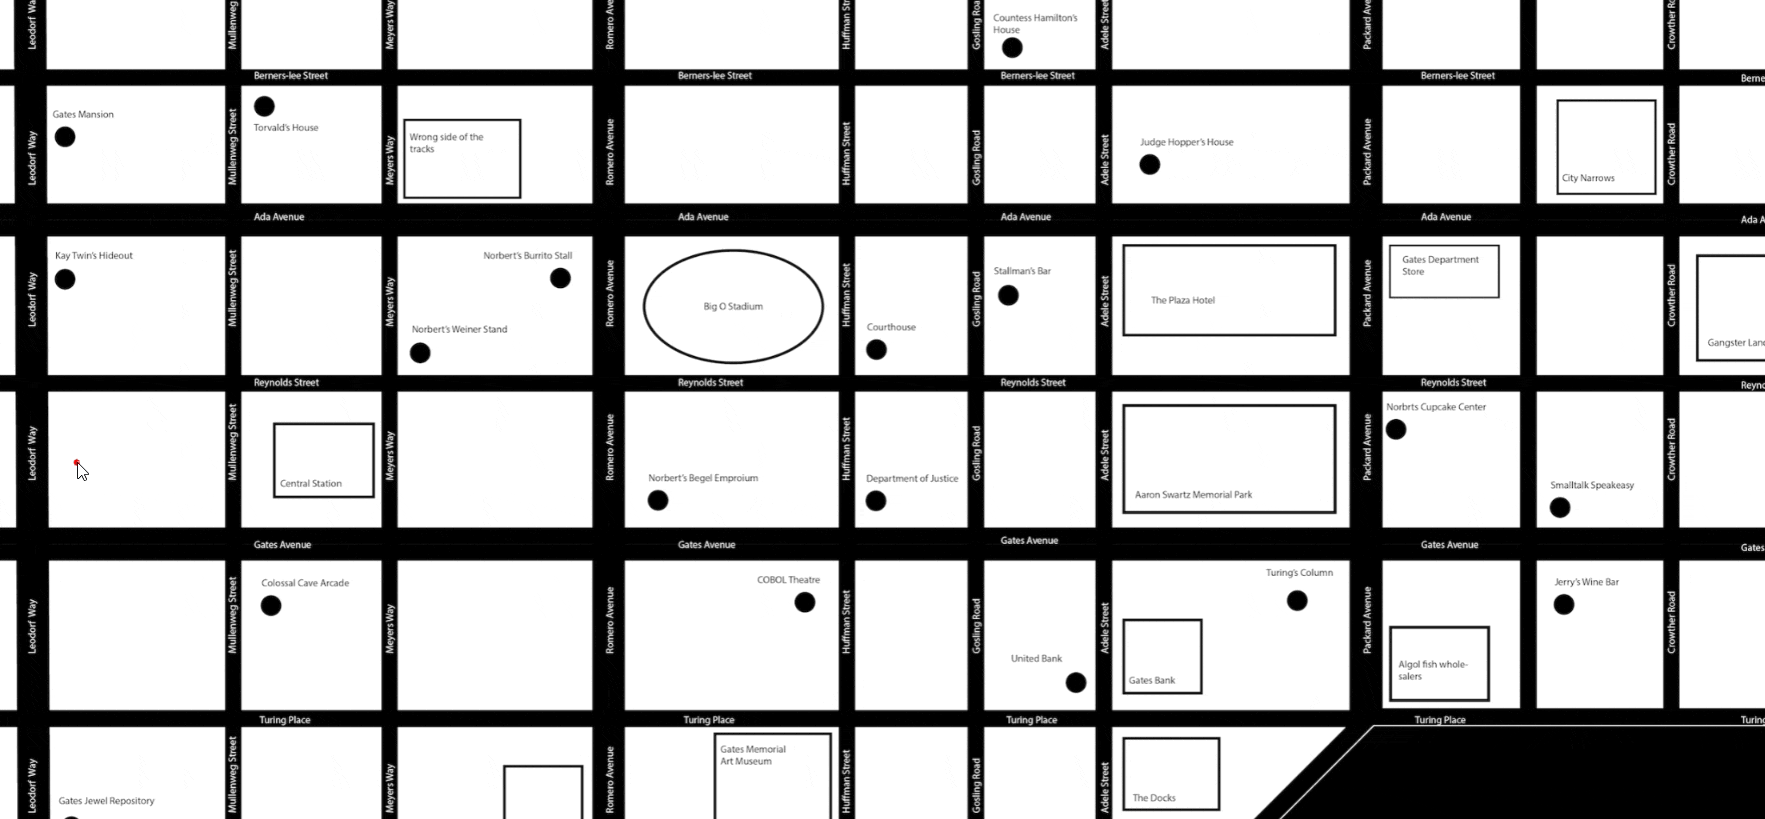 Leodorf Wa
Mullenweg St
Meyers Way
Romero Ave
Huffman Str
Gosling Roa
Adele Street
Packard Avenue
Crowther Ro
Countess Hamilton's
House
Berners-lee Street
Berners-lee Street
Berners-lee Street
Berners-lee Street
Berne
Gates Mansion
Torvald's House
Wrong side of the
tracks
Judge Hopper's House
City Narrows
Leodorf Way
Mullenweg Street
Meyers Way
Romero Avenue
Huffman Street
Gosling Road
Adele Street
Packard Avenue
Crowther Road
Ada Avenue
Ada Avenue
Ada Avenue
Ada Avenue
Ada A
Kay Twin's Hideout
Norbert's Burrito Stall
Norbert's Weiner Stand
Big O Stadium
Courthouse
Stallman's Bar
The Plaza Hotel
Gates Department
Store
Gangster Lan
Leodorf Way
Mullenweg Street
Meyers Way
Romero Avenue
Huffman Street
Gosling Road
Adele Street
Packard Avenue
Crowther Road
Reynolds Street
Reynolds Street
Reynolds Street
Reynolds Street
Reyno
Central Station
Norbert's Begel Emproium
Department of Justice
Aaron Swartz Memorial Park
Norbrts Cupcake Center
Smalltalk Speakeasy
Leodorf Way
Mullenweg Street
Meyers Way
Romero Avenue
Huffman Street
Gosling Road
Adele Street
Packard Avenue
Crowther Road
Gates Avenue
Gates Avenue
Gates Avenue
Gates Avenue
Gates
Colossal Cave Arcade
COBOL Theatre
United Bank
Gates Bank
Turing's Column
Algol fish whole-
salers
Jerry's Wine Bar
Leodorf Way
Mullenweg Street
Meyers Way
Romero Avenue
Huffman Street
Gosling Road
Adele Street
Packard Avenue
Crowther Road
Turing Place
Turing Place
Turing Place
Turing Place
Turing
Gates Jewel Repository
Gates Memorial
Art Museum
The Docks
Leodorf Way
Mullenweg Street
Meyers Way
Romero Avenue
Huffman Street
Gosling Road
Adele Street